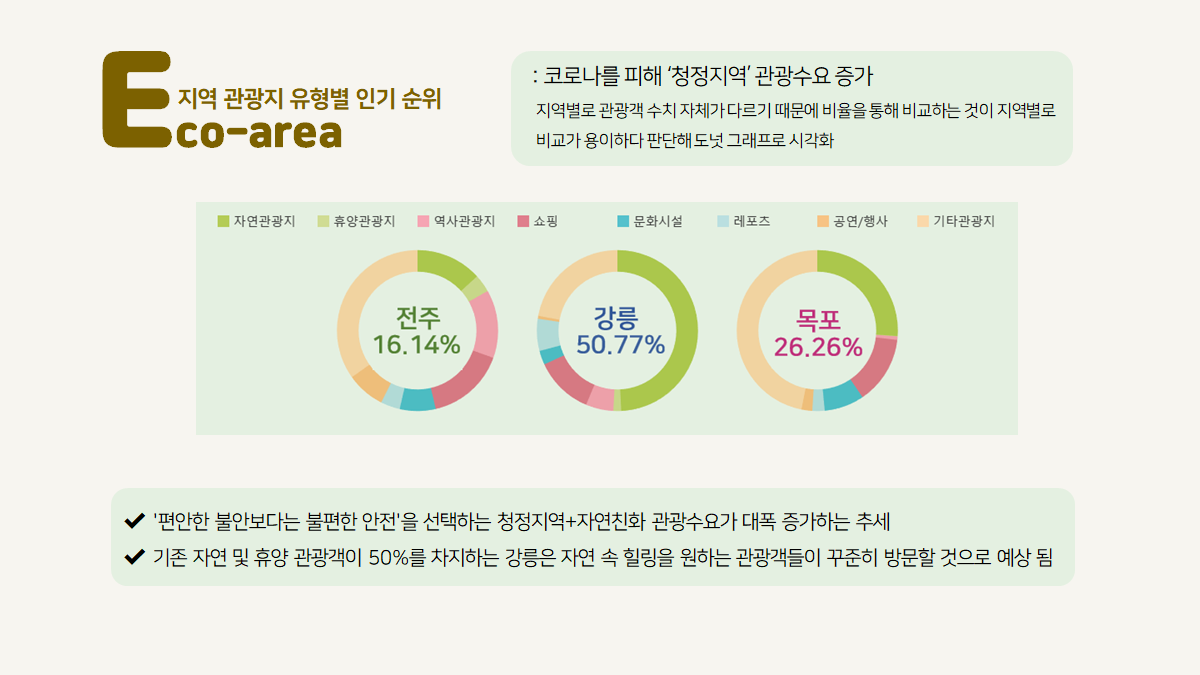 지역 관광지 유형별 인기 순위
Eco-area
: 코로나를 피해 ‘청정지역’ 관광수요 증가
지역별로 관광객 수치 자체가 다르기 때문에 비율을 통해 비교하는 것이 지역별로
비교가 용이하다 판단해 도넛 그래프로 시각화
자연관광지 휴양관광지 역사관광지 쇼핑 문화시설 레포츠 공연/행사 기타관광지
전주
16.14%
강릉
50.77%
목포
26.26%
'편안한 불안보다는 불편한 안전'을 선택하는 청정지역+자연친화 관광수요가 대폭 증가하는 추세
기존 자연 및 휴양 관광객이 50%를 차지하는 강릉은 자연 속 힐링을 원하는 관광객들이 꾸준히 방문할 것으로 예상 됨